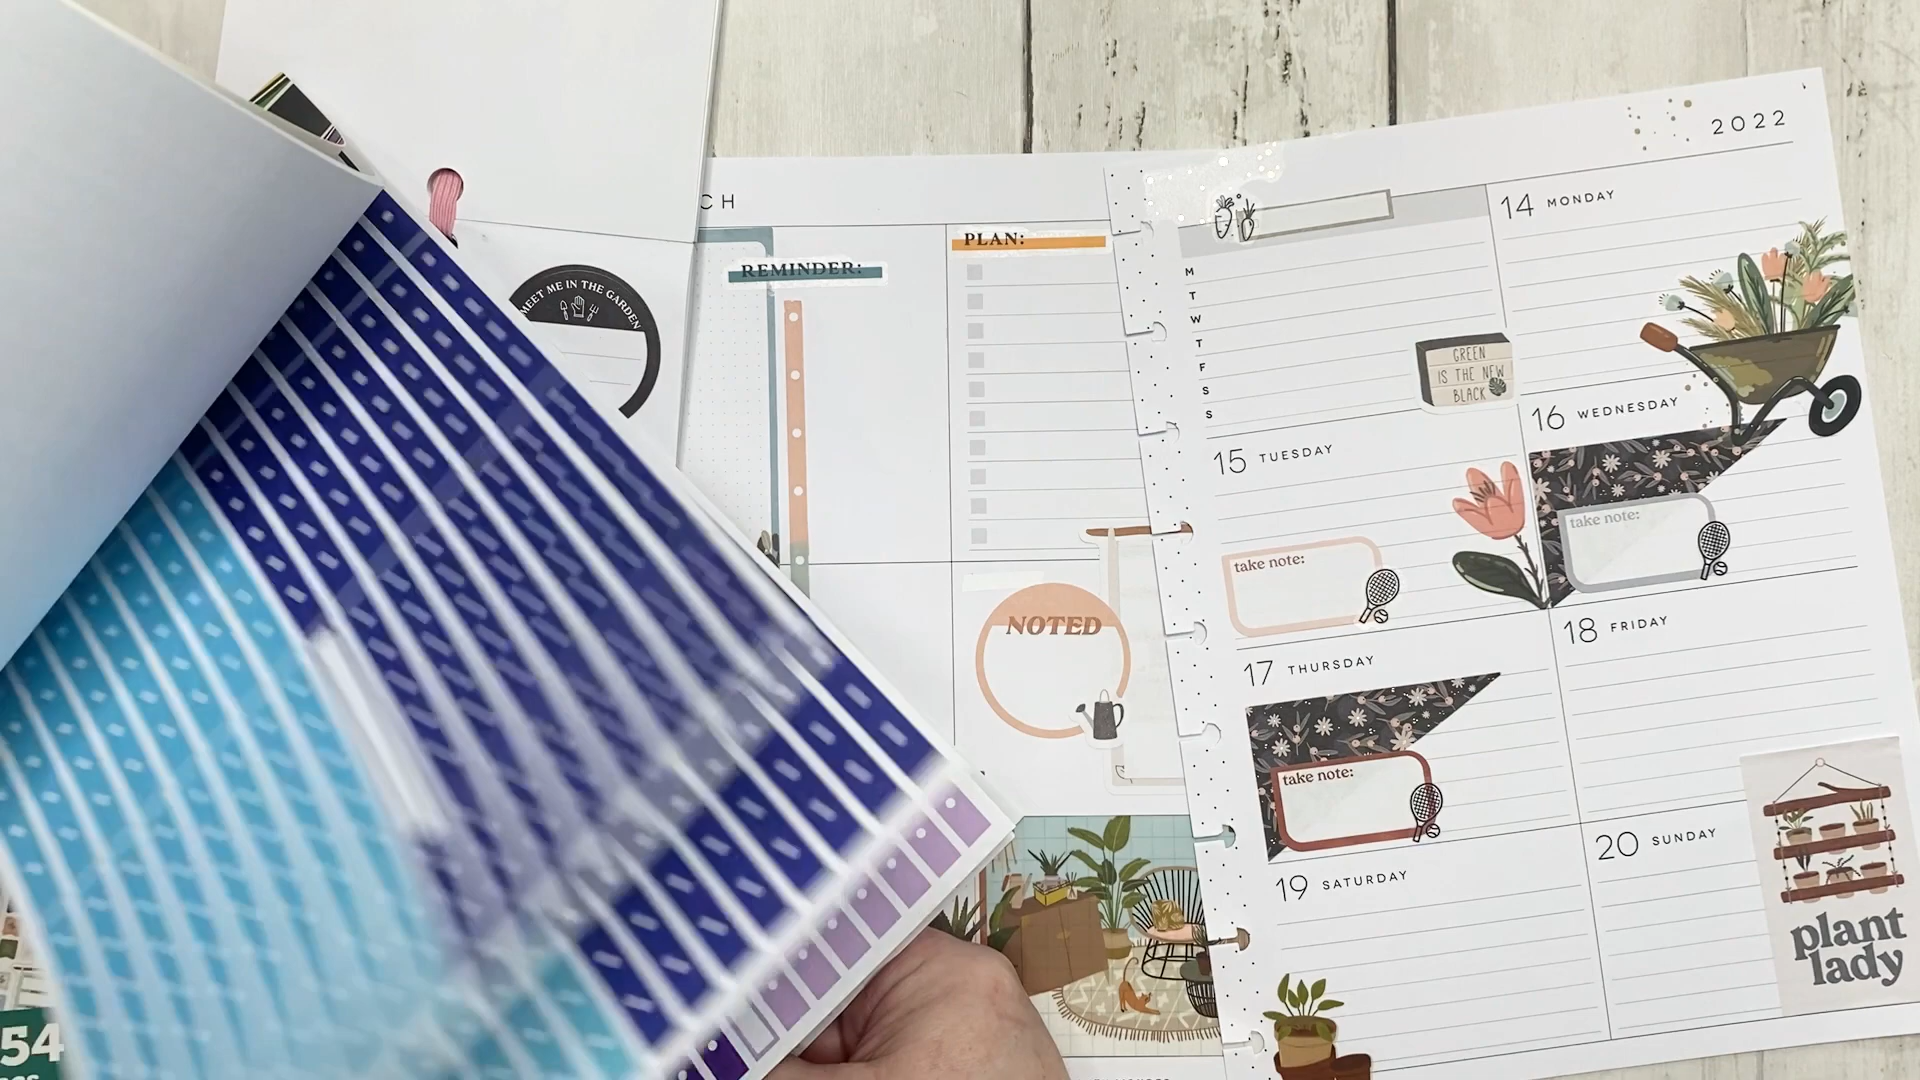 2022
CH
MEET ME IN THE GARDEN
REMINDER:
PLAN:
M
T
W
T
F
S
S
14 MONDAY
GREEN
IS THE NEW
BLACK
15 TUESDAY
take note:
16 WEDNESDAY
take note:
NOTED
17 THURSDAY
take note:
18 FRIDAY
19 SATURDAY
20 SUNDAY
plant
lady
54